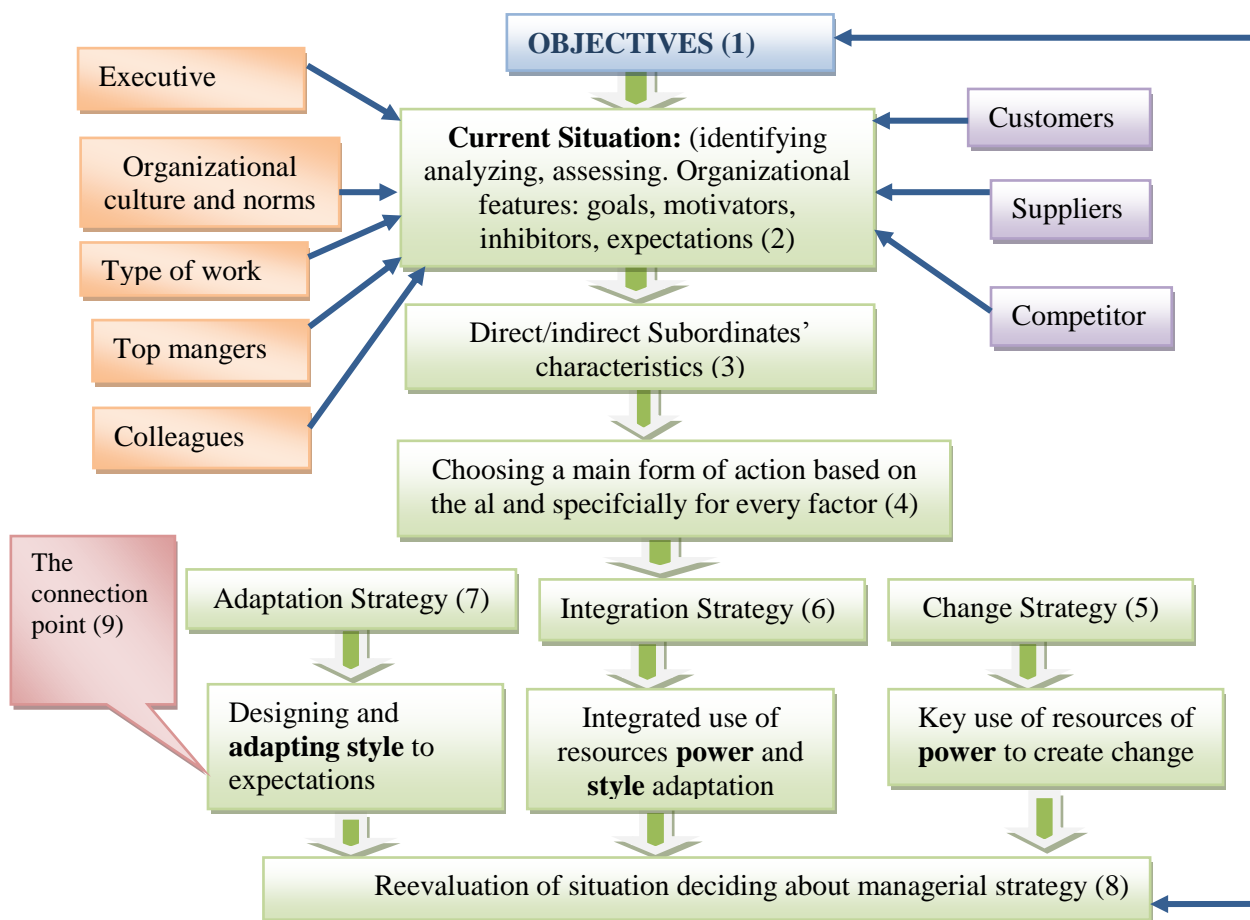 OBJECTIVES (1)
Executive
Organizational
culture and norms
Type of work
Top mangers
Colleagues
Current Situation: (identifying
analyzing, assessing. Organizational
features: goals, motivators,
inhibitors, expectations (2)
Customers
Suppliers
Competitor
Direct/indirect Subordinates’
characteristics (3)
Choosing a main form of action based on
the al and specifcially for every factor (4)
The
connection
point (9)
Adaptation Strategy (7)
Integration Strategy (6)
Change Strategy (5)
Designing and
adapting style to
expectations
Integrated use of
resources power and
style adaptation
Key use of resources of
power to create change
Reevaluation of situation deciding about managerial strategy (8)